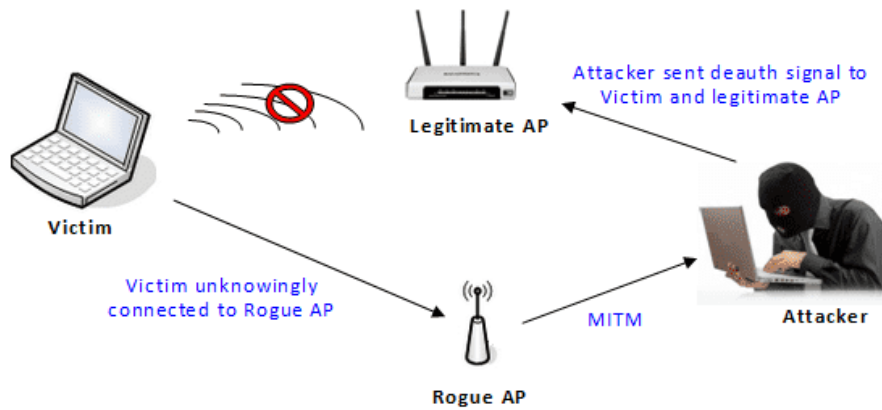 Attacker sent deauth signal to
Victim and legitimate AP
Legitimate AP
Victim
Victim unknowingly
connected to Rogue AP
MITM
Attacker
Rogue AP